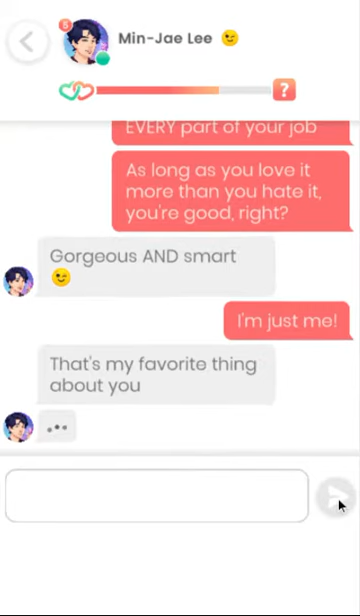 5
Min-Jae Lee 😉
?
EVERY part of your job
As long as you love it
more than you hate it,
you're good, right?
Gorgeous AND smart
😉
I'm just me!
That's my favorite thing
about you